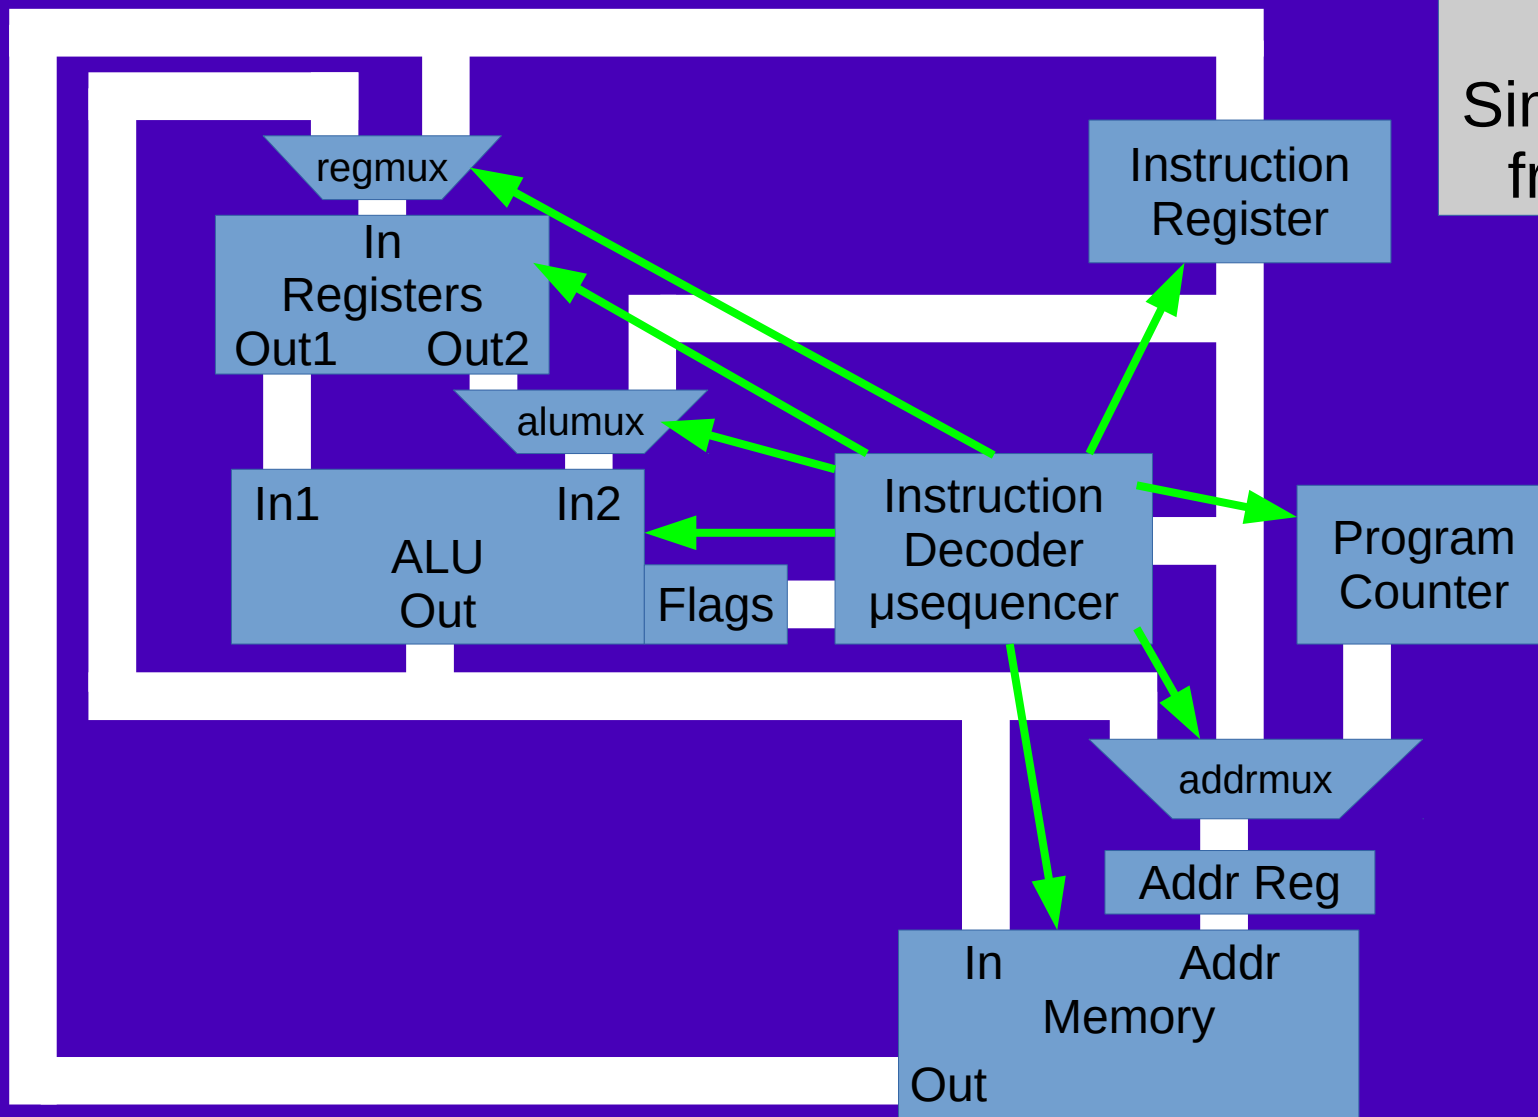 regmux
In
Registers
Out1 Out2
alumux
In1 In2
ALU
Out
Flags
Instruction
Register
Instruction
Decoder
µsequencer
Program
Counter
addrmux
Addr Reg
In Addr
Memory
Out